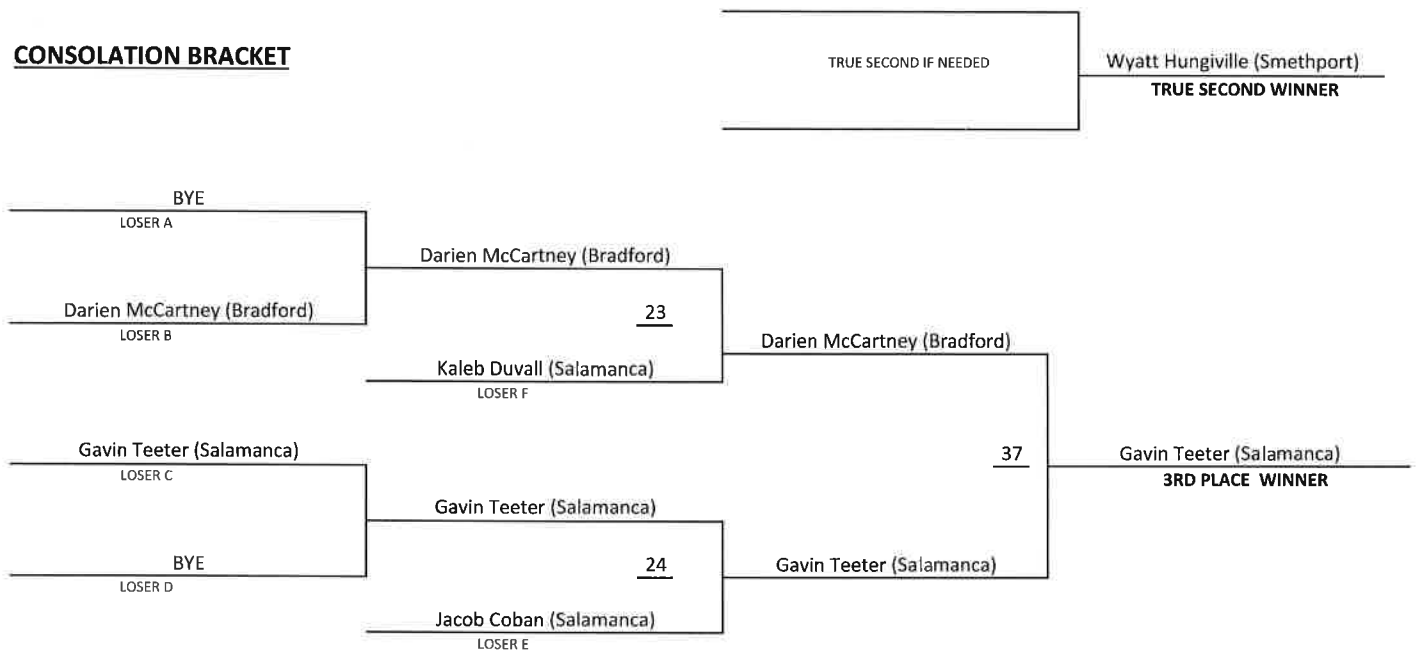 CONSOLATION BRACKET
TRUE SECOND IF NEEDED
Wyatt Hungiville (Smethport)
TRUE SECOND WINNER
BYE
LOSER A
Darien McCartney (Bradford)
Darien McCartney (Bradford)
LOSER B
23
Darien McCartney (Bradford)
Kaleb Duvall (Salamanca)
LOSER F
Gavin Teeter (Salamanca)
LOSER C
37
Gavin Teeter (Salamanca)
3RD PLACE WINNER
Gavin Teeter (Salamanca)
BYE
LOSER D
24
Gavin Teeter (Salamanca)
Jacob Coban (Salamanca)
LOSER E